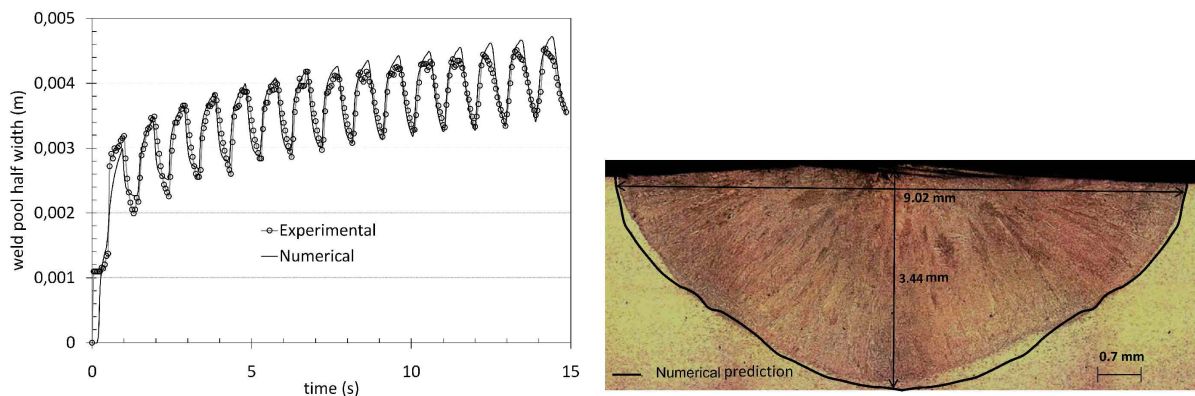 0,005
0,004
0,003
0,002
0,001
0
weld pool half width (m)
Experimental
Numerical
0 5 10 15
time (s)
9.02 mm
3.44 mm
0.7 mm
Numerical prediction